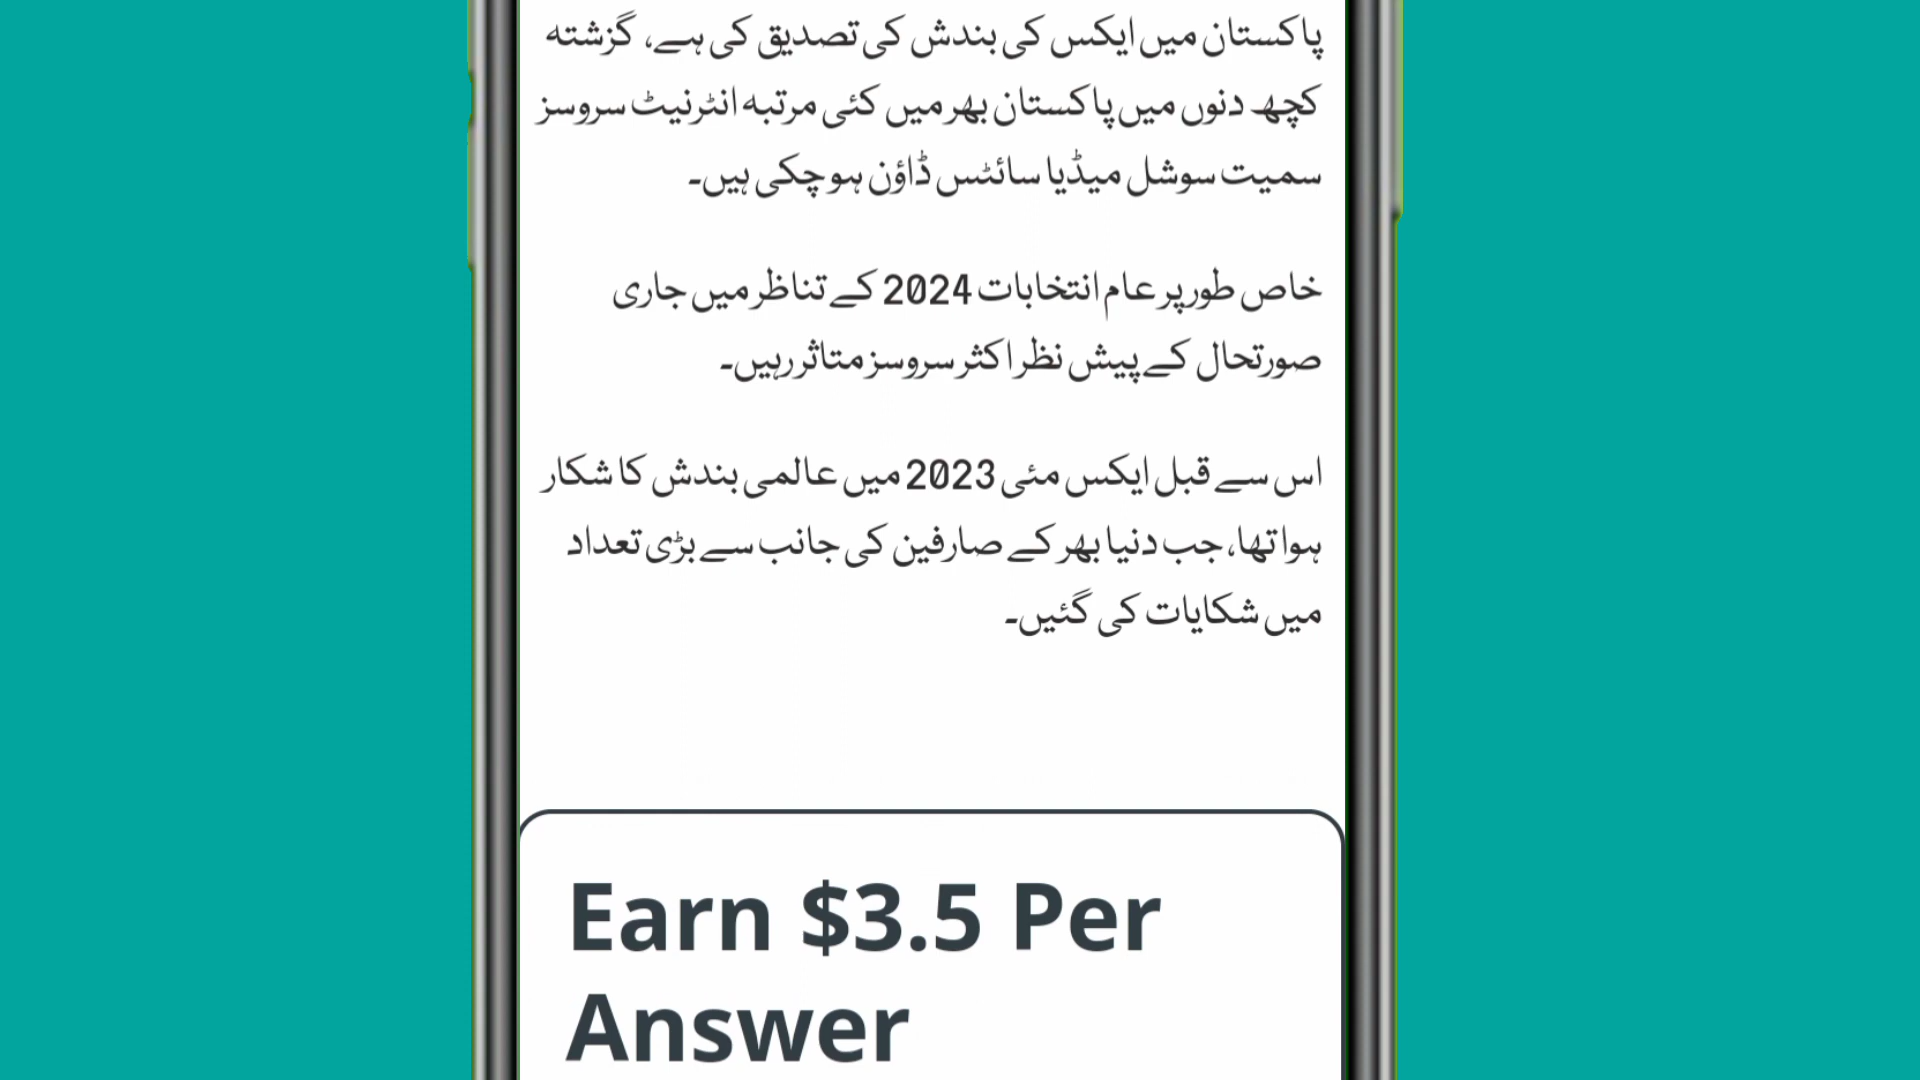 پاکستان میں ایکس کی بندش کی تصدیق کی ہے، گزشتہ
کچھ دنوں میں پاکستان بھر میں کئی مرتبہ انٹرنیٹ سروسز
سمیت سوشل میڈیا سائٹس ڈاؤن ہو چکی ہیں۔
خاص طور پر عام انتخابات 2024 کے تناظر میں جاری
صورتحال کے پیش نظر اکثر سروسز متاثر رہیں۔
اس سے قبل ایکس مئی 2023 میں عالمی بندش کا شکار
ہوا تھا، جب دنیا بھر کے صارفین کی جانب سے بڑی تعداد
میں شکایات کی گئیں۔
Earn $3.5 Per
Answer